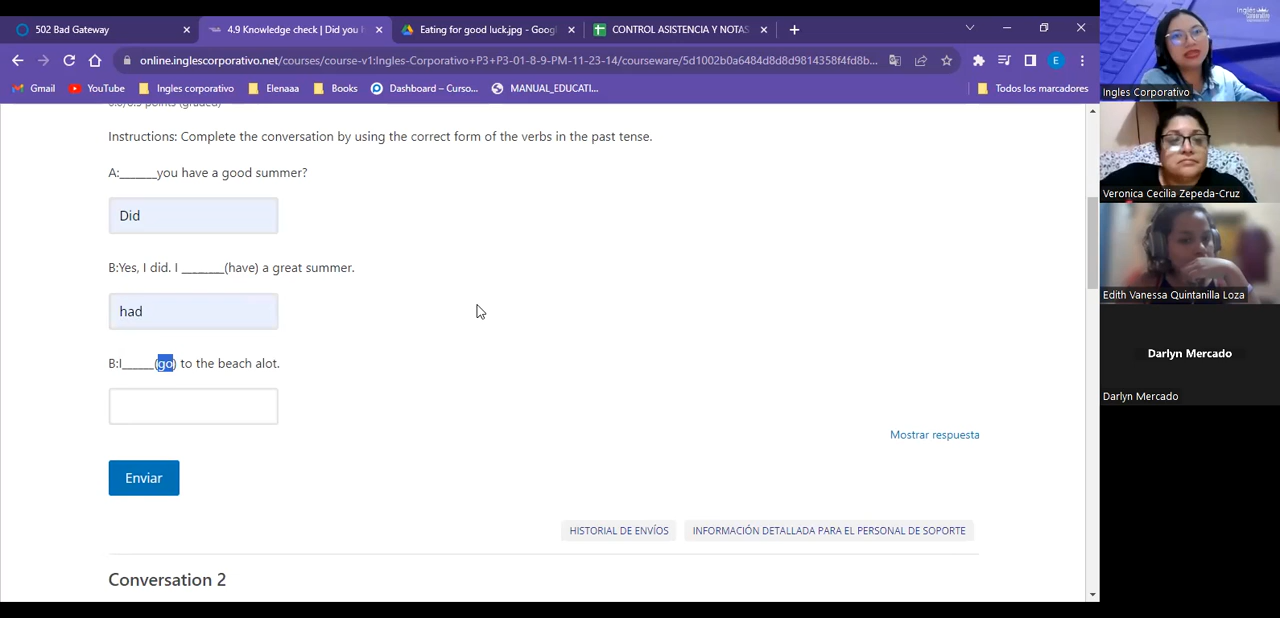 502 Bad Gateway
4.9 Knowledge check | Did you
Eating for good luck.jpg - Googl
CONTROL ASISTENCIA Y NOTAS
online.inglescorporativo.net/courses/course-v1:Ingles-Corporativo+P3+P3-01-8-9-PM-11-23-14/courseware/5d1002b0a6484d8d8d9814358f4fd8b...
E
Gmail
YouTube
Ingles corporativo
Elenaaa
Books
Dashboard – Curso...
MANUAL_EDUCATI...
Todos los marcadores
Instructions: Complete the conversation by using the correct form of the verbs in the past tense.
A:______you have a good summer?
Did
B:Yes, I did. I _______(have) a great summer.
had
B:I______(go) to the beach alot.
Mostrar respuesta
Enviar
HISTORIAL DE ENVÍOS
INFORMACIÓN DETALLADA PARA EL PERSONAL DE SOPORTE
Conversation 2
Ingles Corporativo
Veronica Cecilia Zepeda-Cruz
Edith Vanessa Quintanilla Loza
Darlyn Mercado
Darlyn Mercado